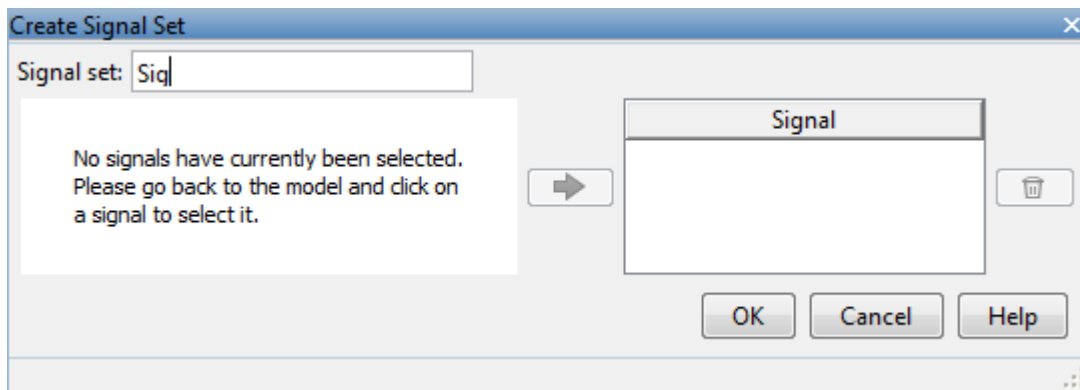 Create Signal Set
Signal set: Sig
No signals have currently been selected.
Please go back to the model and click on
a signal to select it.
Signal
OK Cancel Help